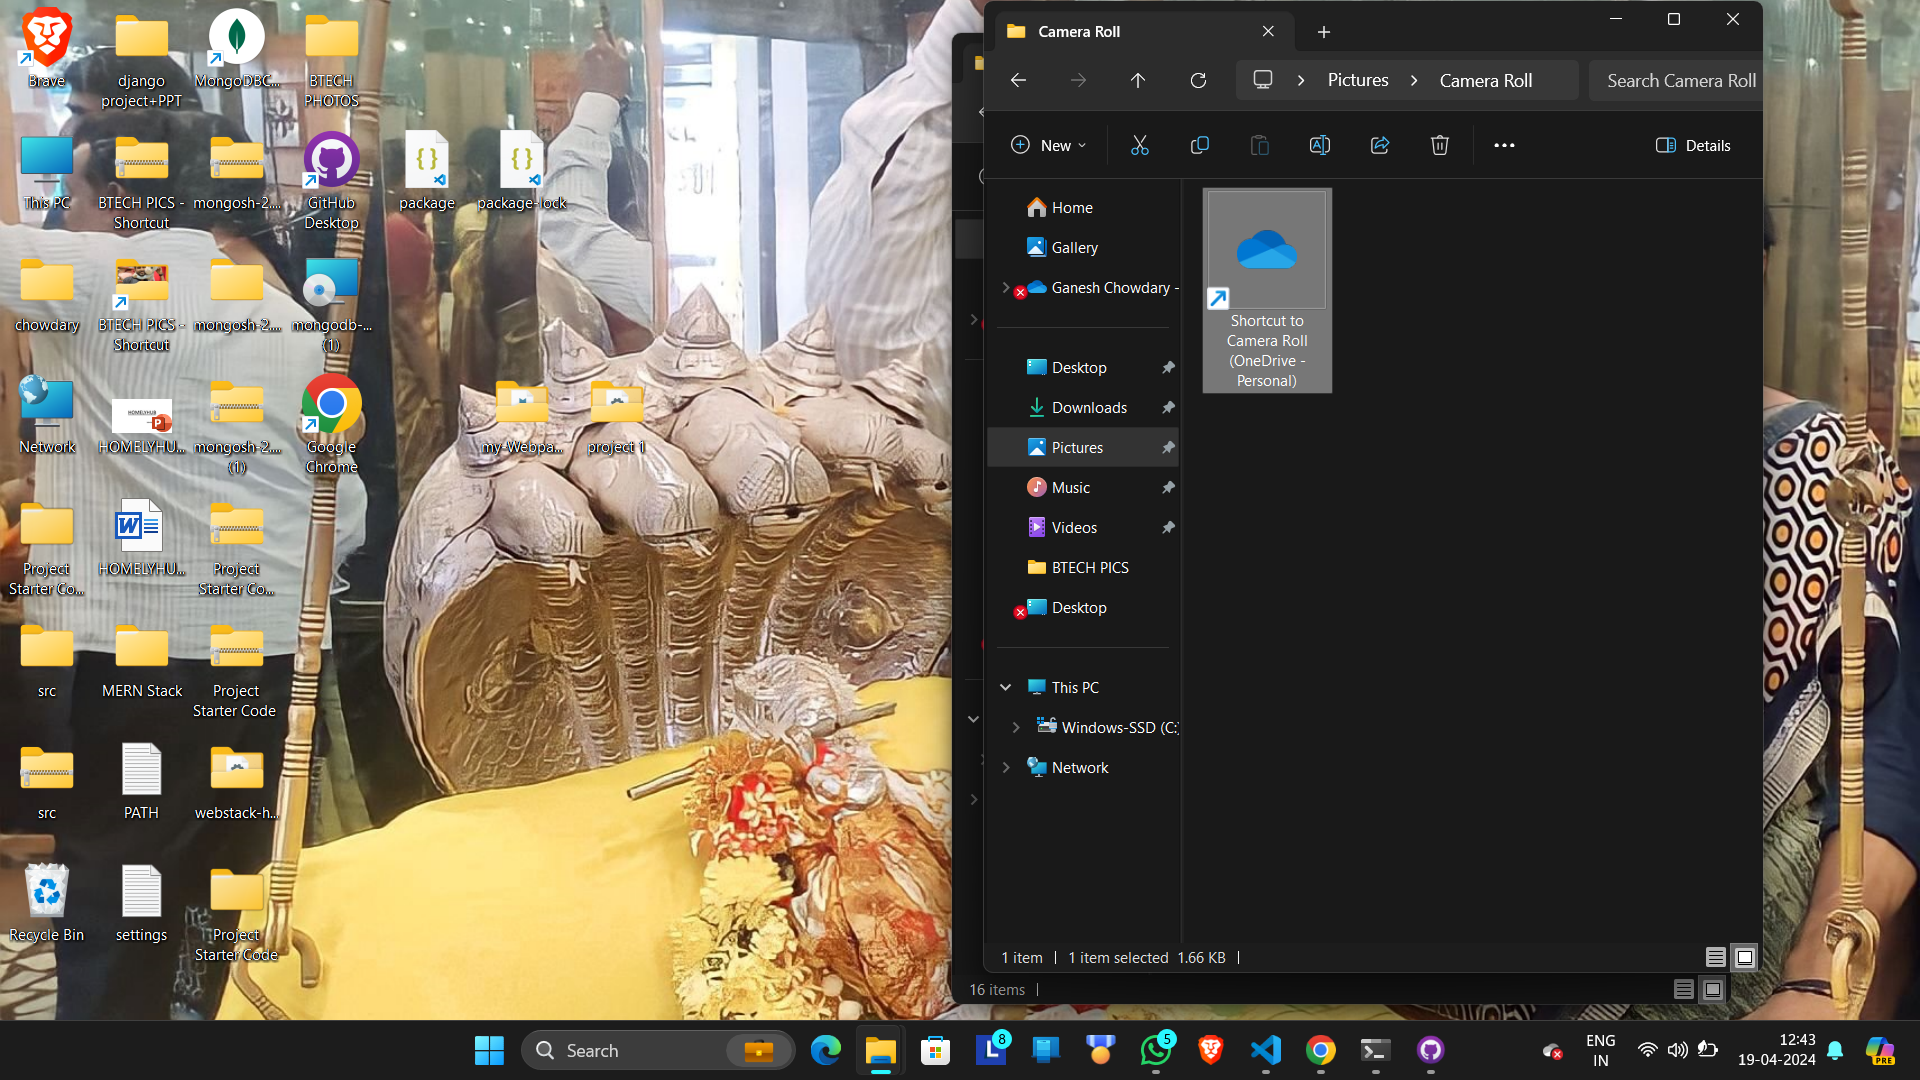 Brave
django
project+PPT
MongoDBC...
BTECH
PHOTOS
This PC
BTECH PICS -
Shortcut
mongosh-2....
GitHub
Desktop
package
package-lock
chowdary
BTECH PICS -
Shortcut
mongosh-2....
mongodb-...
(1)
Network
HOMELYHUB
HOMELYHU...
mongosh-2....
(1)
Google
Chrome
my-Webpa...
project 1
Project
Starter Co...
HOMELYHU...
Project
Starter Co...
src
MERN Stack
Project
Starter Code
src
PATH
webstack-h...
Recycle Bin
settings
Project
Starter Code
Camera Roll
Pictures
Camera Roll
Search Camera Roll
New
Details
Home
Gallery
Ganesh Chowdary -
Desktop
Downloads
Pictures
Music
Videos
BTECH PICS
Desktop
This PC
Windows-SSD (C:)
Network
Shortcut to
Camera Roll
(OneDrive -
Personal)
1 item
1 item selected 1.66 KB
16 items
Search
8
5
ENG
IN
12:43
19-04-2024
PRE